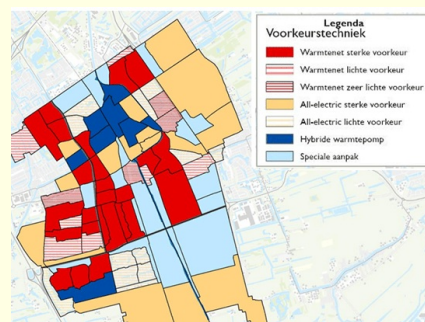 Legenda
Voorkeurstechniek
Warmtenet sterke voorkeur
Warmtenet lichte voorkeur
Warmtenet zeer lichte voorkeur
All-electric sterke voorkeur
All-electric lichte voorkeur
Hybride warmtepomp
Speciale aanpak